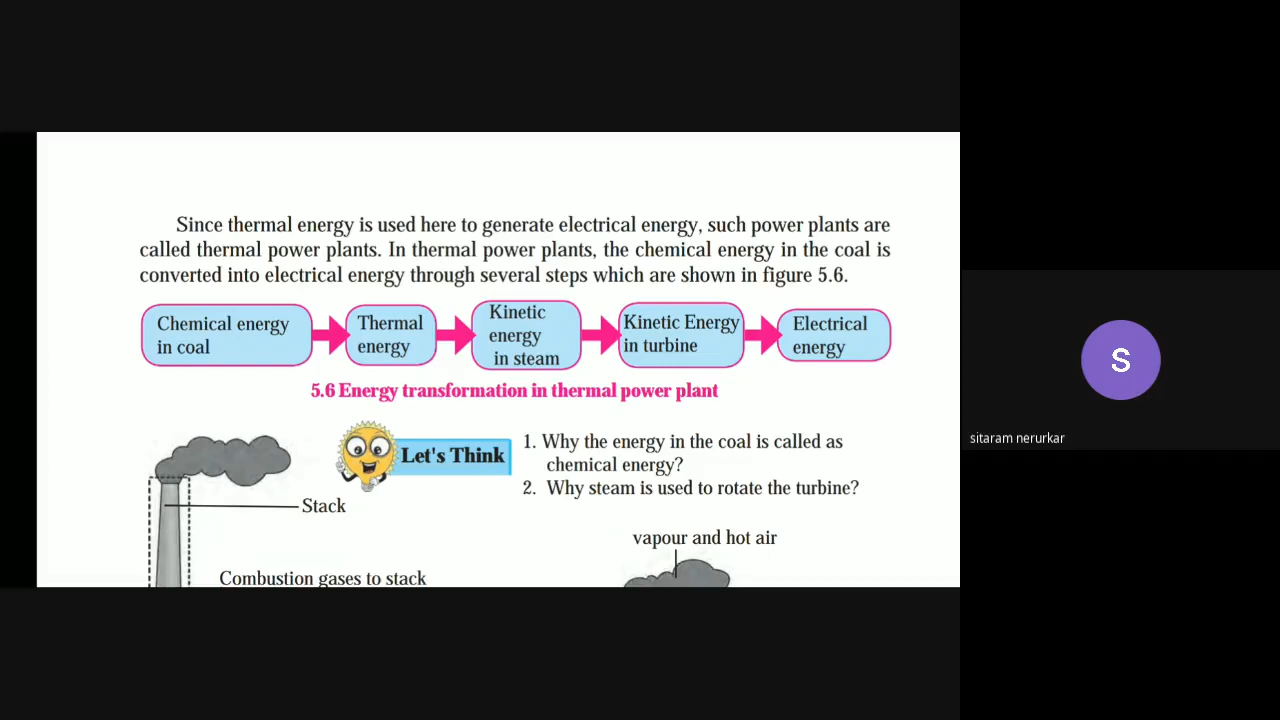 Since thermal energy is used here to generate electrical energy, such power plants are
called thermal power plants. In thermal power plants, the chemical energy in the coal is
converted into electrical energy through several steps which are shown in figure 5.6.
Chemical energy
in coal
Thermal
energy
Kinetic
energy
in steam
Kinetic Energy
in turbine
Electrical
energy
5.6 Energy transformation in thermal power plant
Let's Think
1. Why the energy in the coal is called as
chemical energy?
2. Why steam is used to rotate the turbine?
Stack
vapour and hot air
Combustion gases to stack
S
sitaram nerurkar